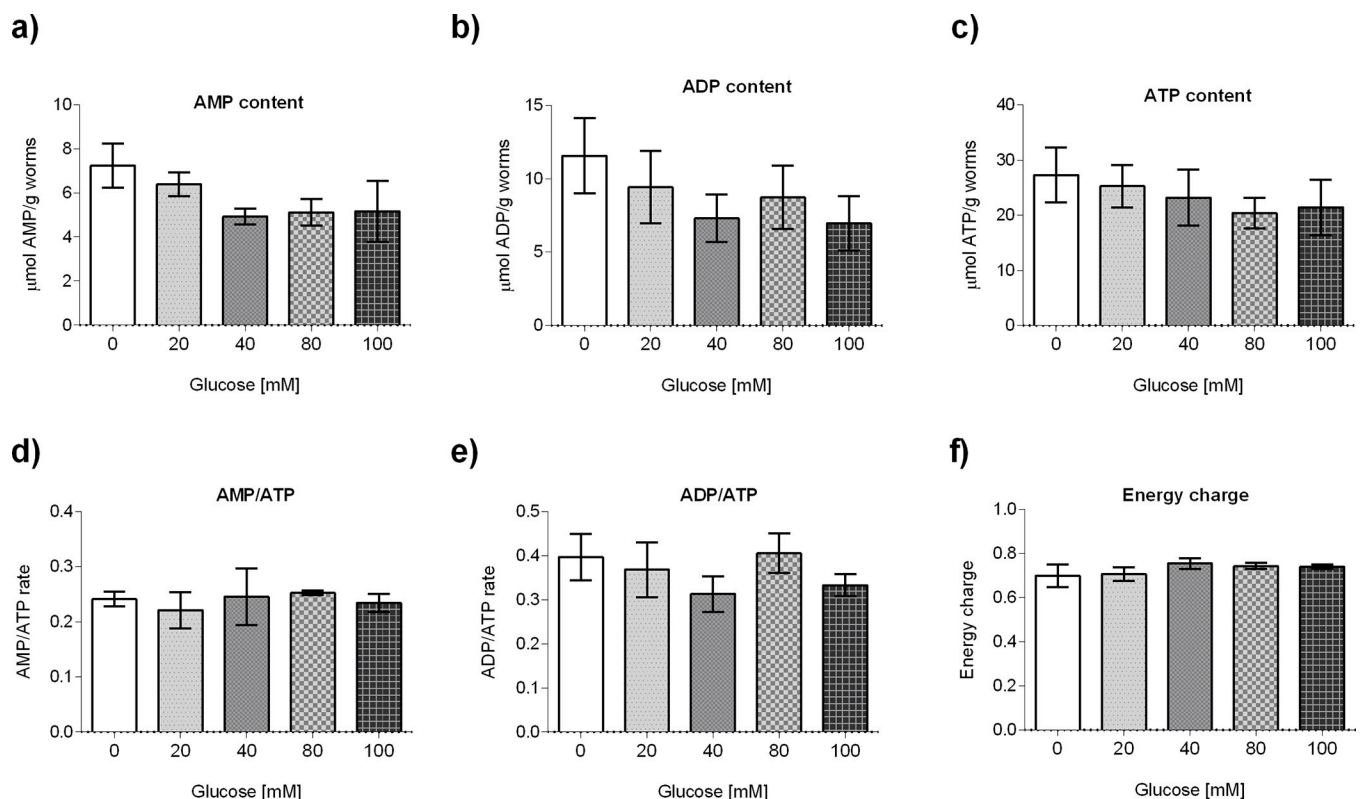 a)
AMP content
μmol AMP/g worms
10
8
6
4
2
0
0 20 40 80 100
Glucose [mM]
b)
ADP content
μmol ADP/g worms
15
10
5
0
0 20 40 80 100
Glucose [mM]
c)
ATP content
μmol ATP/g worms
40
30
20
10
0
0 20 40 80 100
Glucose [mM]
d)
AMP/ATP
AMP/ATP rate
0.4
0.3
0.2
0.1
0.0
0 20 40 80 100
Glucose [mM]
e)
ADP/ATP
ADP/ATP rate
0.5
0.4
0.3
0.2
0.1
0.0
0 20 40 80 100
Glucose [mM]
f)
Energy charge
Energy charge
1.0
0.8
0.6
0.4
0.2
0.0
0 20 40 80 100
Glucose [mM]